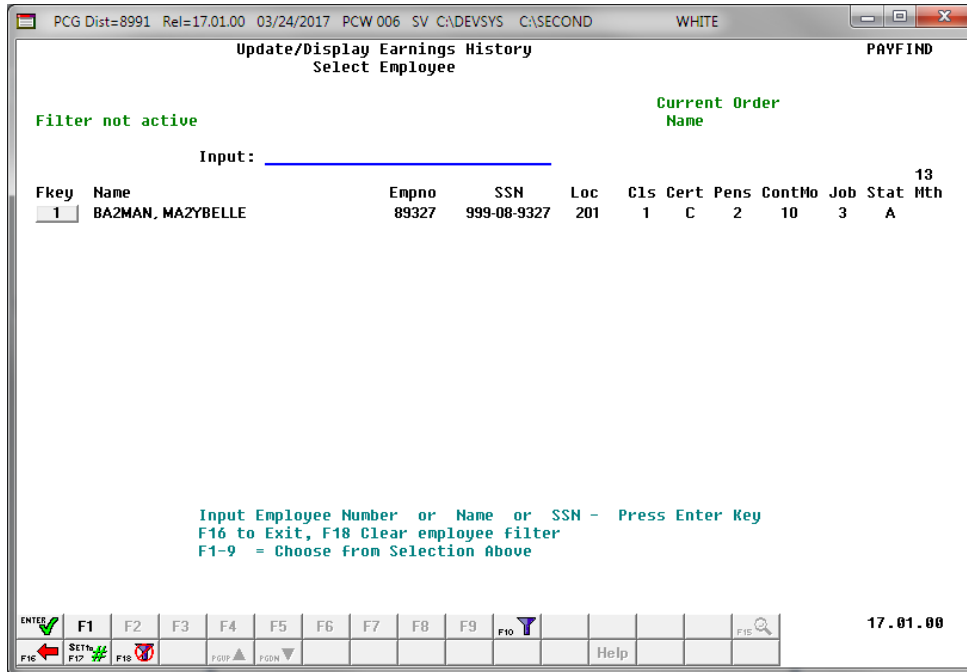 PCG Dist=8991 Rel=17.01.00 03/24/2017 PCW 006 SV C:\DEVSYS C:\SECOND WHITE
Update/Display Earnings History PAYFIND
Select Employee
Current Order
Filter not active Name
Input:
13
Fkey Name Empno SSN Loc Cls Cert Pens ContMo Job Stat Mth
1 BA2MAN, MA2YBELLE 89327 999-08-9327 201 1 C 2 10 3 A
Input Employee Number or Name or SSN - Press Enter Key
F16 to Exit, F18 Clear employee filter
F1-9 = Choose from Selection Above
ENTER F1 F2 F3 F4 F5 F6 F7 F8 F9 F10 F15 17.01.00
F16 SETm F17 # F18 PGUP PGDN Help